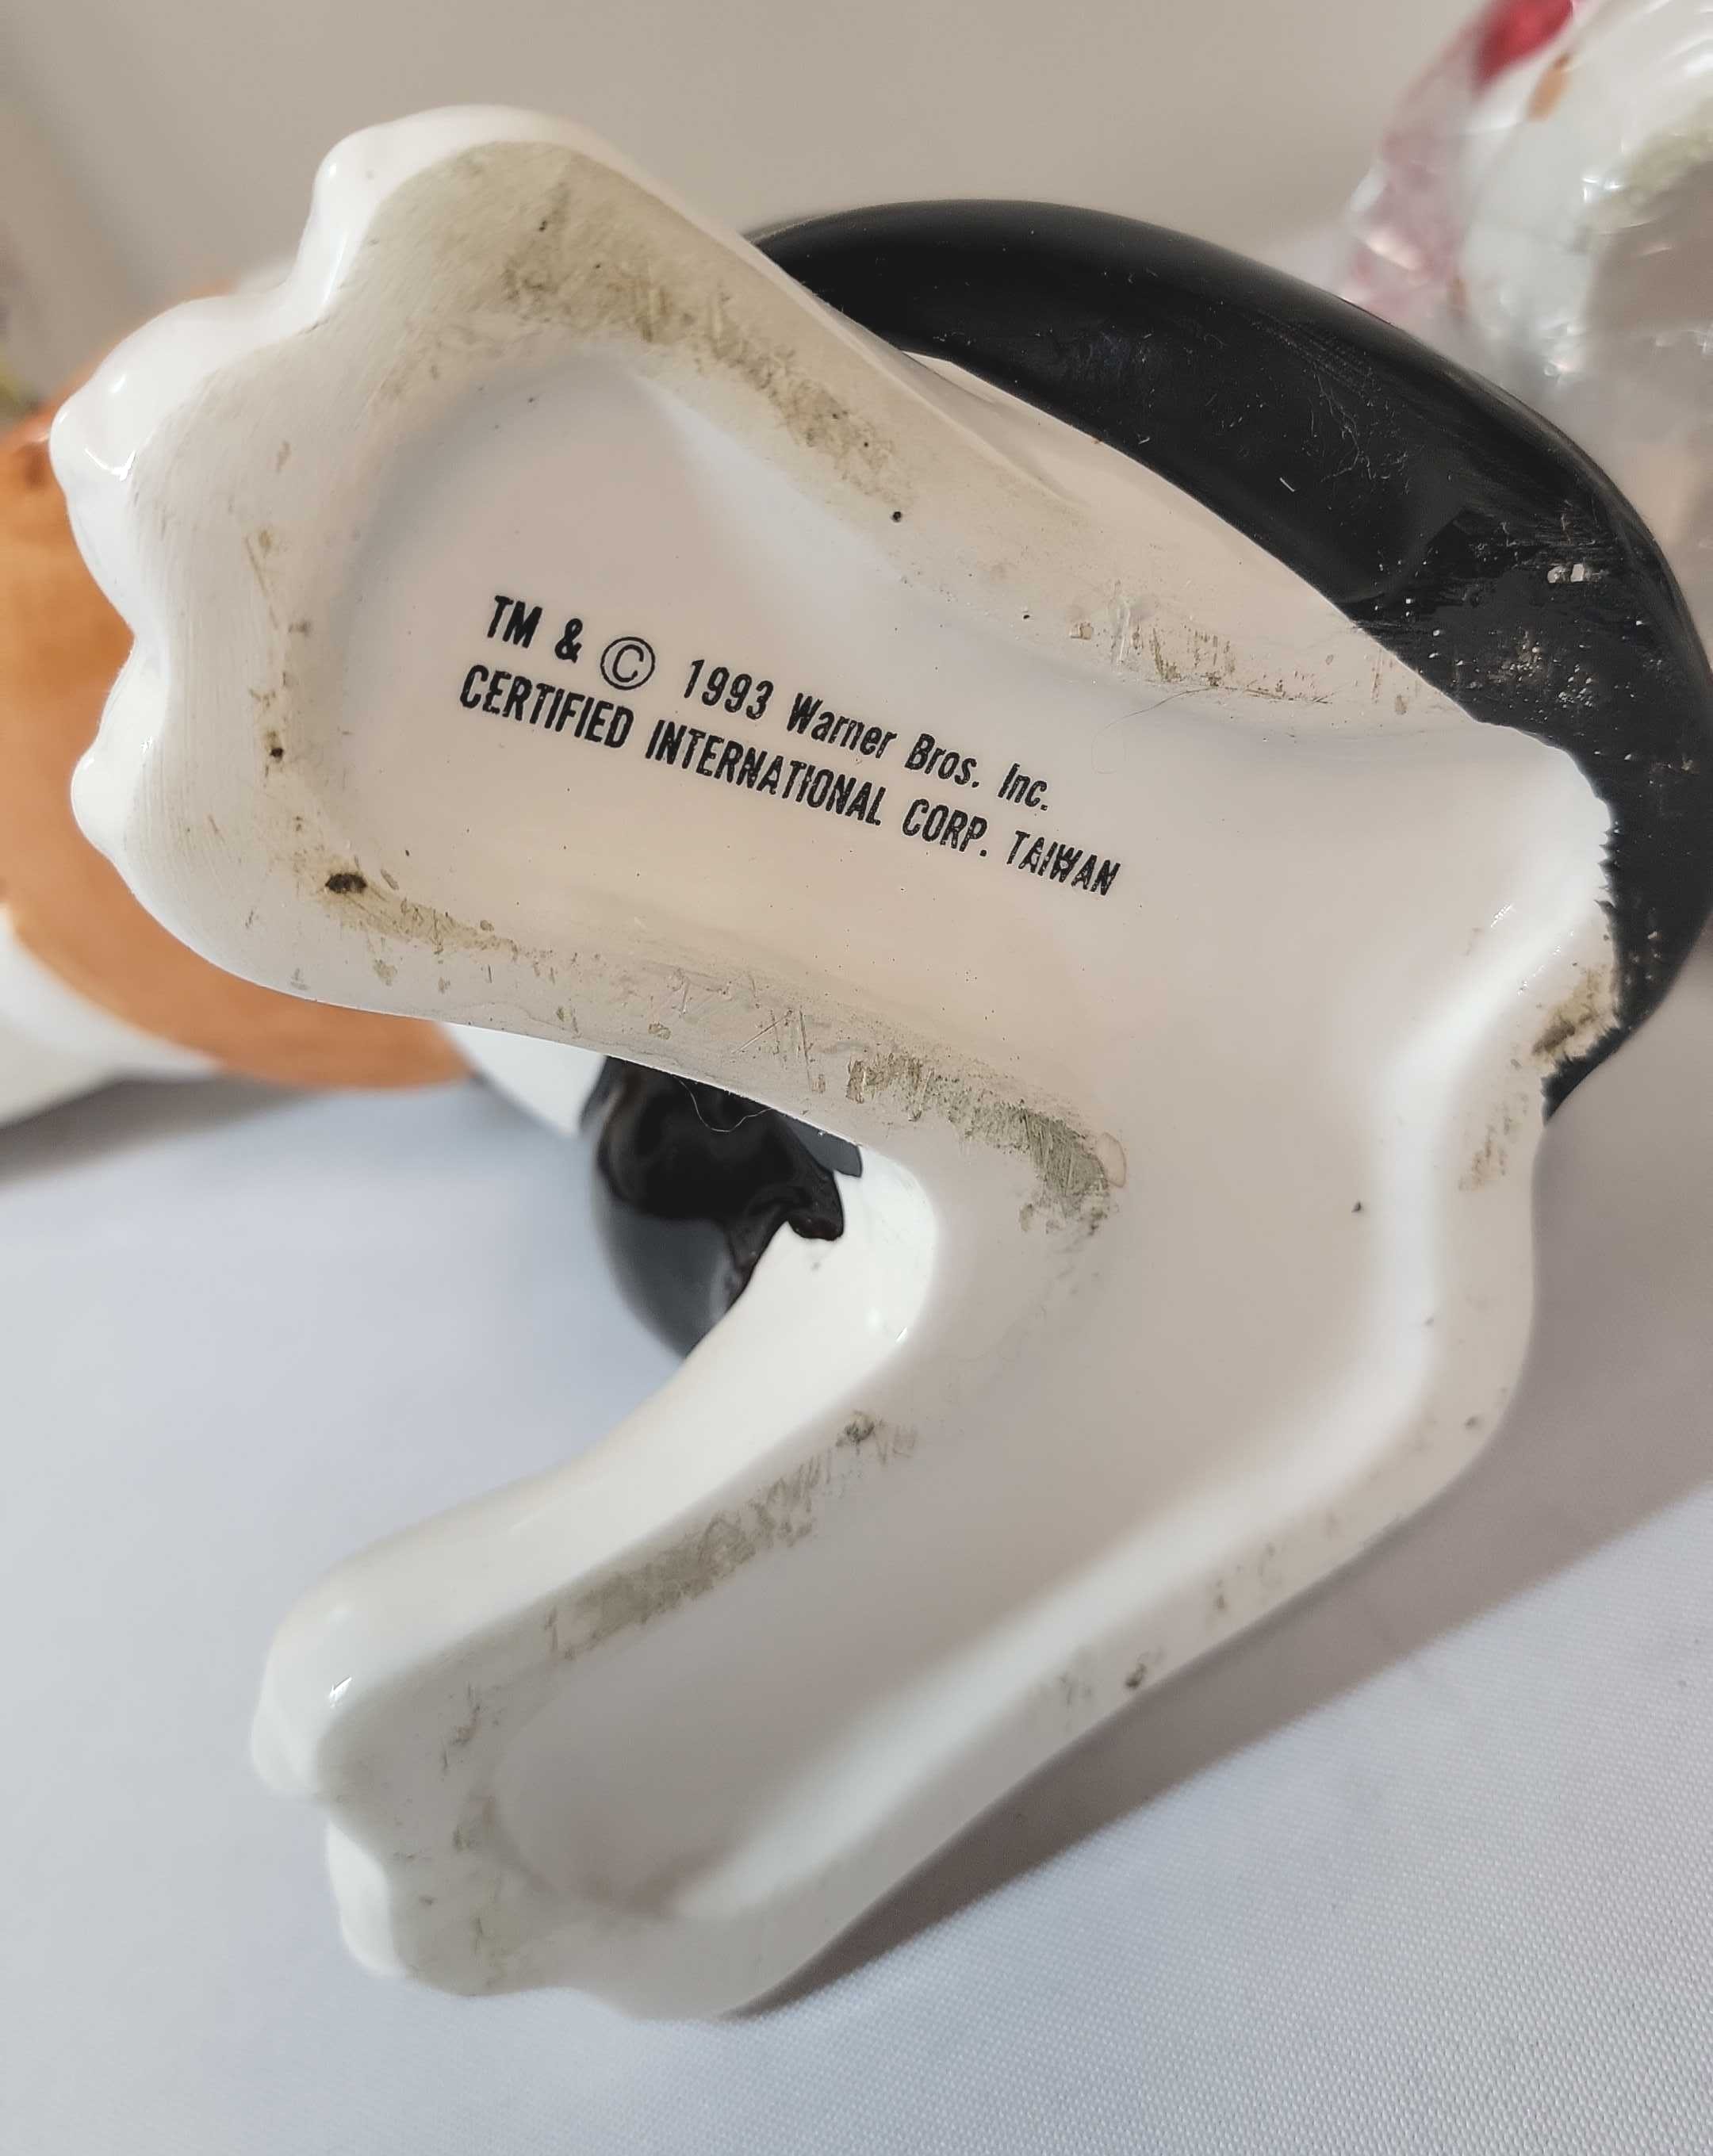 TM & © 1993 Warner Bros. Inc.
CERTIFIED INTERNATIONAL CORP. TAIWAN